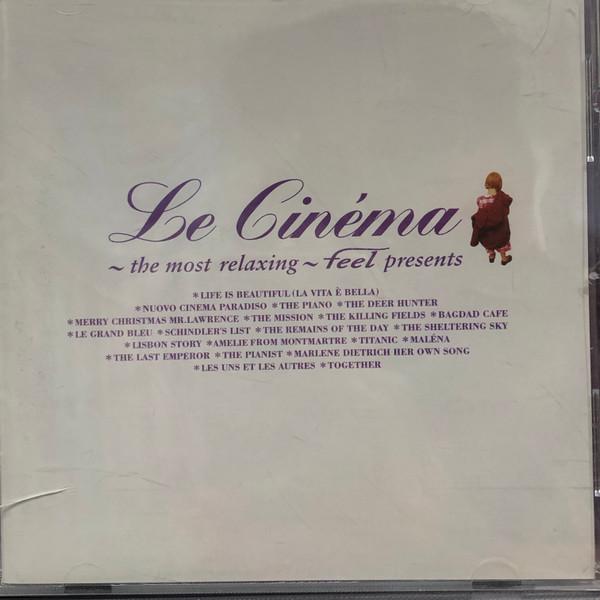 Le Cinéma
~the most relaxing~feel presents
*LIFE IS BEAUTIFUL (LA VITA È BELLA)
*NUOVO CINEMA PARADISO *THE PIANO *THE DEER HUNTER
*MERRY CHRISTMAS MR.LAWRENCE *THE MISSION *THE KILLING FIELDS *BAGDAD CAFE
*LE GRAND BLEU *SCHINDLER'S LIST *THE REMAINS OF THE DAY *THE SHELTERING SKY
*LISBON STORY *AMELIE FROM MONTMARTRE *TITANIC *MALÈNA
*THE LAST EMPEROR *THE PIANIST *MARLENE DIETRICH HER OWN SONG
*LES UNS ET LES AUTRES *TOGETHER